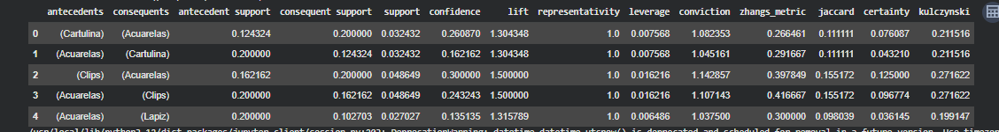 antecedents consequents antecedent support consequent support support confidence lift representativity leverage conviction zhangs_metric jaccard certainty kulczynski
0 (Cartulina) (Acuarelas) 0.124324 0.200000 0.032432 0.260870 1.304348 1.0 0.007568 1.082353 0.266461 0.111111 0.076087 0.211516
1 (Acuarelas) (Cartulina) 0.200000 0.124324 0.032432 0.162162 1.304348 1.0 0.007568 1.045161 0.291667 0.111111 0.043210 0.211516
2 (Clips) (Acuarelas) 0.162162 0.200000 0.048649 0.300000 1.500000 1.0 0.016216 1.142857 0.397849 0.155172 0.125000 0.271622
3 (Acuarelas) (Clips) 0.200000 0.162162 0.048649 0.243243 1.500000 1.0 0.016216 1.107143 0.416667 0.155172 0.096774 0.271622
4 (Acuarelas) (Lapiz) 0.200000 0.102703 0.027027 0.135135 1.315789 1.0 0.006486 1.037500 0.300000 0.098039 0.036145 0.199147
/usr/local/lib/python3.12/dist-packages/jupyter_client/session.py:203: DeprecationWarning: datetime.datetime.utcnow() is deprecated and scheduled for removal in a future version. Use timezon